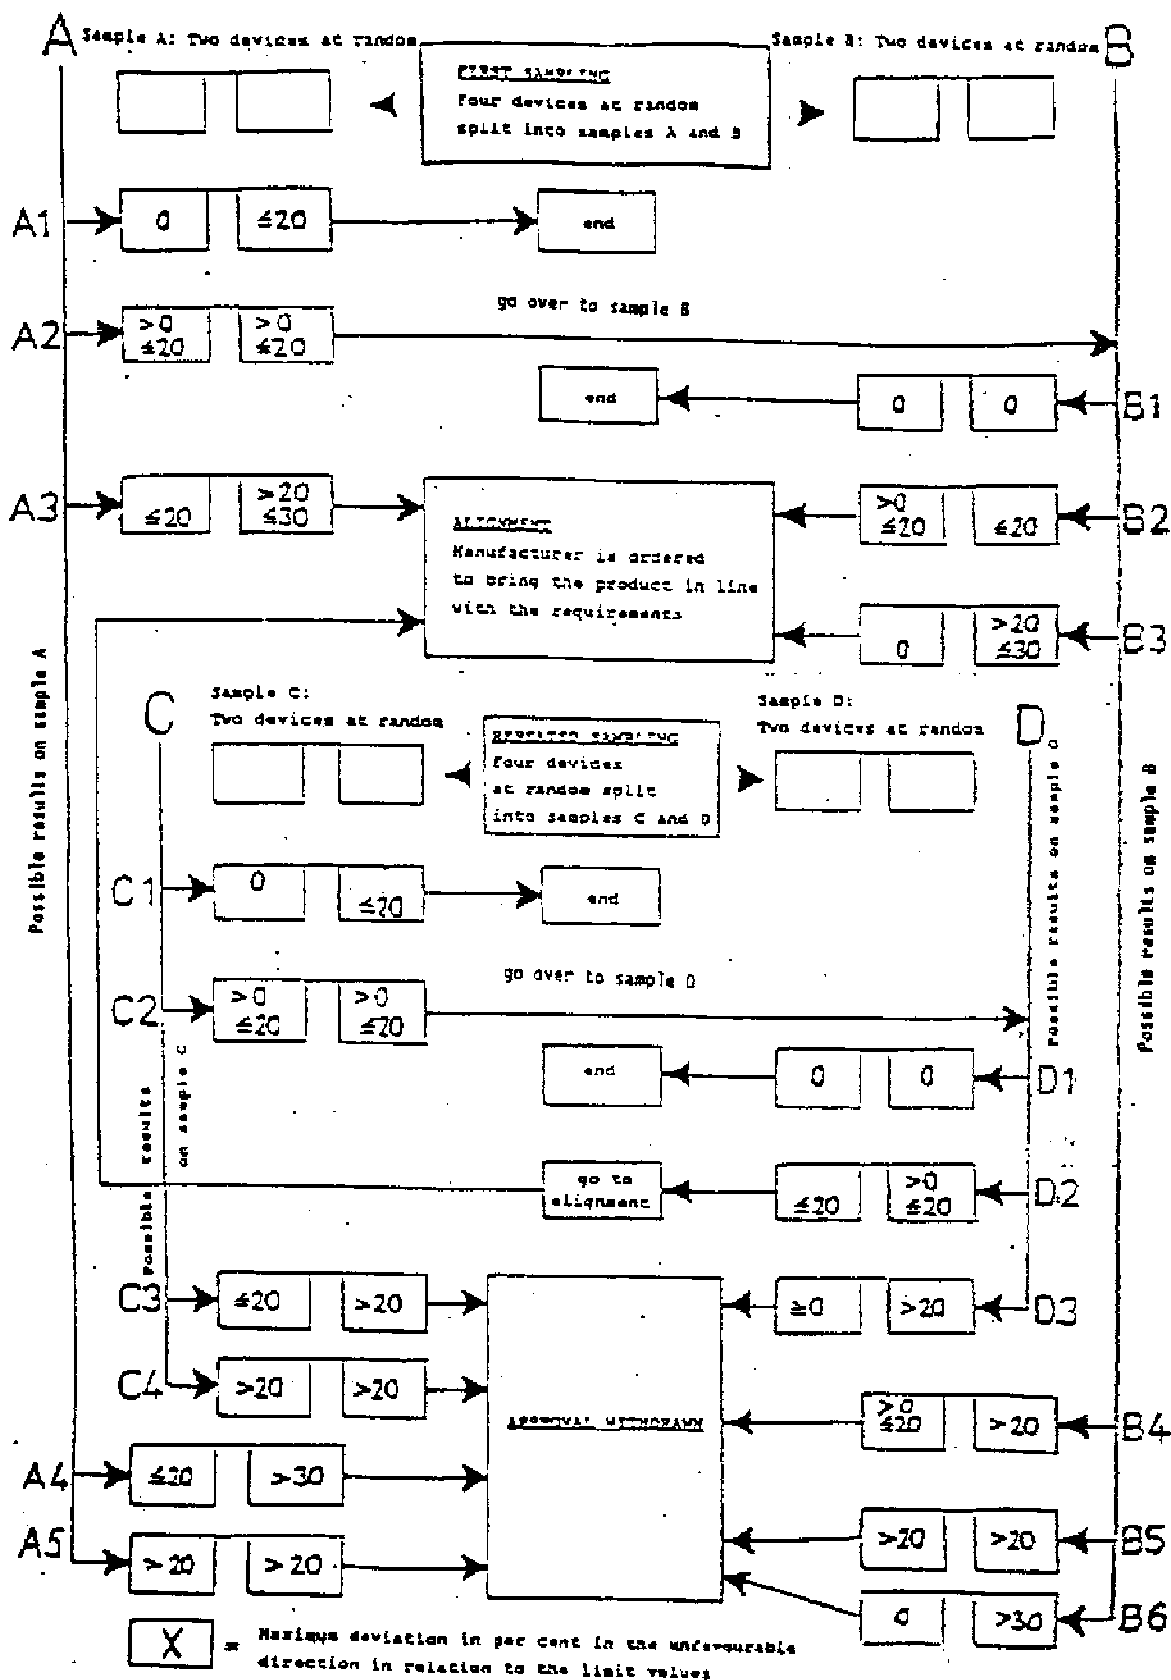 A
Sample A: Two devices at random
Sample B: Two devices at random
B
FIRST SAMPLING
Four devices at random
split into samples A and B
A1
0
≤20
end
A2
>0
≤20
>0
≤20
go over to sample B
end
0
0
B1
A3
≤20
>20
≤30
ALIGNMENT
Manufacturer is ordered
to bring the product in line
with the requirements
>0
≤20
≤20
B2
0
>20
≤30
B3
Possible results on sample A
C
Sample C:
Two devices at random
REPEATED SAMPLING
Four devices
at random split
into samples C and D
Sample D:
Two devices at random
D
Possible results on sample D
Possible results on sample B
C1
0
≤20
end
C2
>0
≤20
>0
≤20
go over to sample D
Possible results
on sample C
end
0
0
D1
go to
alignment
≤20
>0
≤20
D2
C3
≤20
>20
≥0
>20
D3
C4
>20
>20
APPROVAL WITHDRAWN
>0
≤20
>20
B4
A4
≤20
>30
A5
>20
>20
>20
>20
B5
0
>30
B6
X = Maximum deviation in per cent in the unfavourable
direction in relation to the limit values